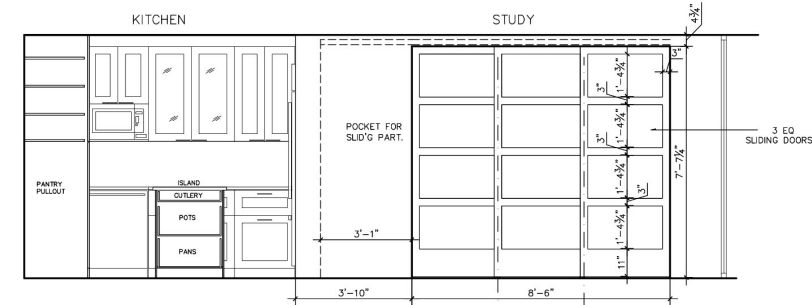 KITCHEN
STUDY
4¾"
3"
1'-4¾"
3"
1'-4¾"
3"
1'-4¾"
3"
1'-4¾"
11"
7'-7¼"
3 EQ
SLIDING DOORS
POCKET FOR
SLID'G PART.
PANTRY
PULLOUT
ISLAND
CUTLERY
POTS
PANS
3'-1"
3'-10"
8'-6"